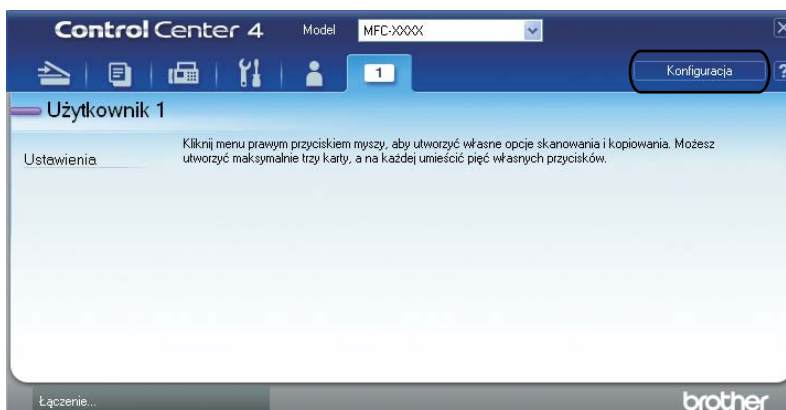 Control Center 4 Model MFC-XXXX
1 Konfiguracja ?
Użytkownik 1
Ustawienia
Kliknij menu prawym przyciskiem myszy, aby utworzyć własne opcje skanowania i kopiowania. Możesz
utworzyć maksymalnie trzy karty, a na każdej umieścić pięć własnych przycisków.
Łączenie...
brother